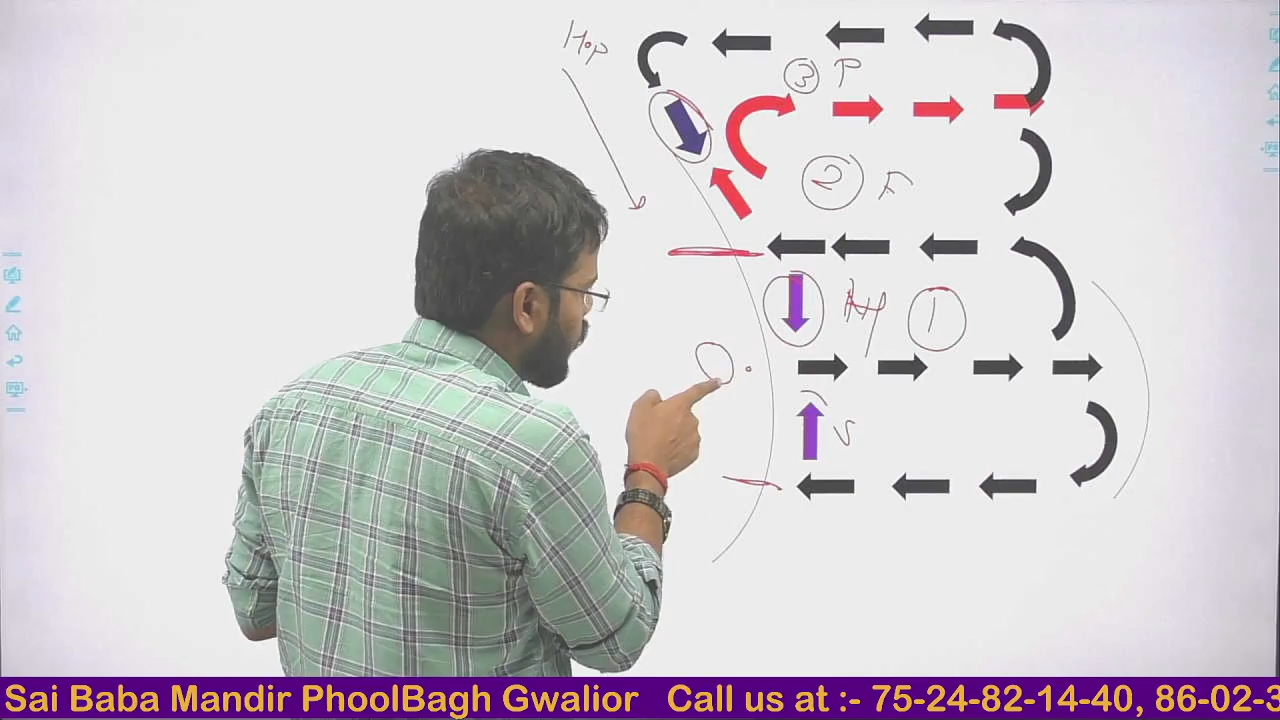 Hop
3 P
2 F
1
S
Sai Baba Mandir PhoolBagh Gwalior Call us at :- 75-24-82-14-40, 86-02-3